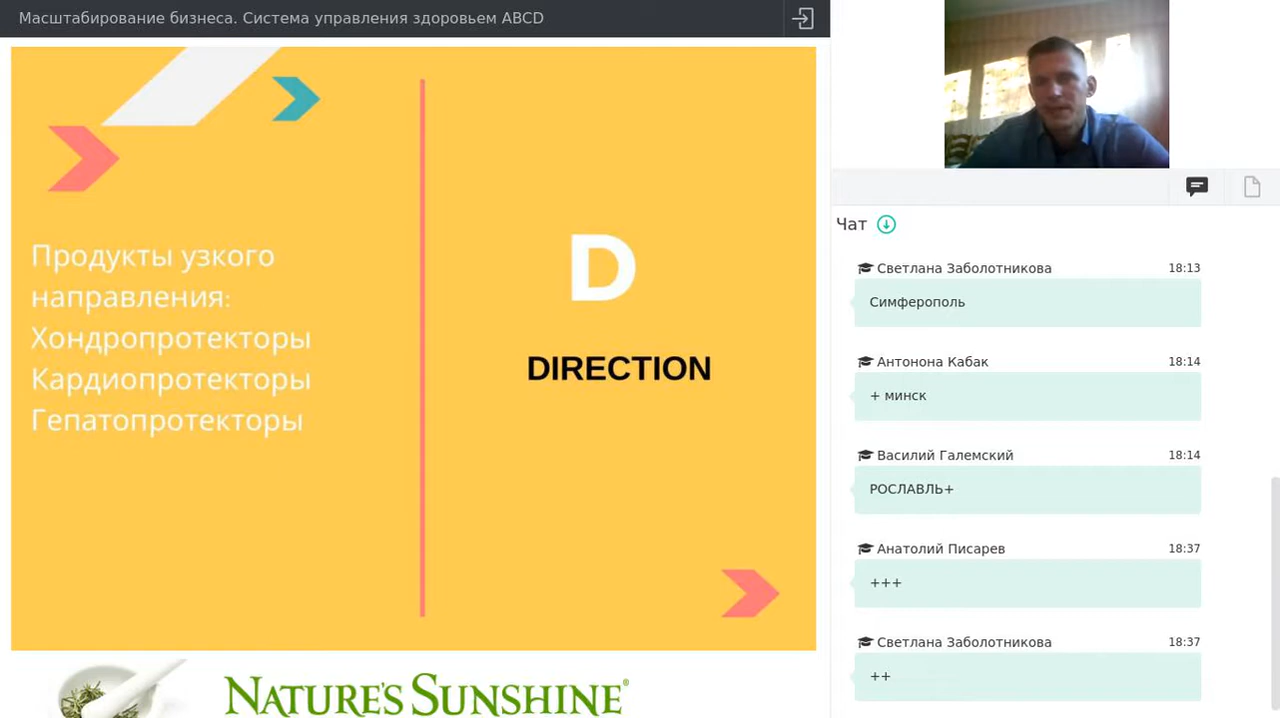 Масштабирование бизнеса. Система управления здоровьем ABCD
Продукты узкого
направления:
Хондропротекторы
Кардиопротекторы
Гепатопротекторы
D
DIRECTION
NATURE'S SUNSHINE®
Чат
Светлана Заболотникова 18:13
Симферополь
Антонона Кабак 18:14
+ минск
Василий Галемский 18:14
РОСЛАВЛЬ+
Анатолий Писарев 18:37
+++
Светлана Заболотникова 18:37
++